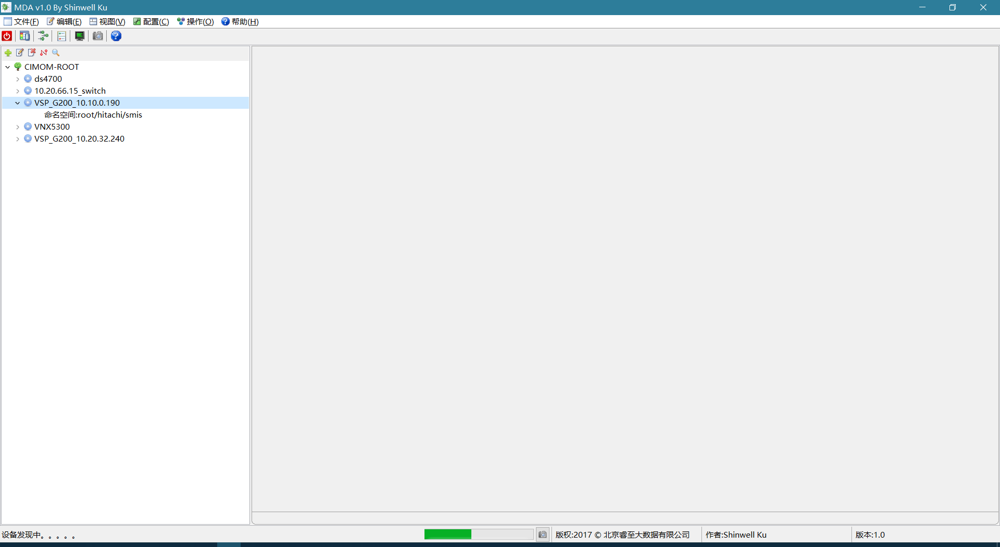 MDA v1.0 By Shinwell Ku
文件(F) 编辑(E) 视图(V) 配置(C) 操作(O) 帮助(H)
CIMOM-ROOT
ds4700
10.20.66.15_switch
VSP_G200_10.10.0.190
命名空间:root/hitachi/smis
VNX5300
VSP_G200_10.20.32.240
设备发现中。。。。。
版权:2017 © 北京睿至大数据有限公司
作者:Shinwell Ku
版本:1.0